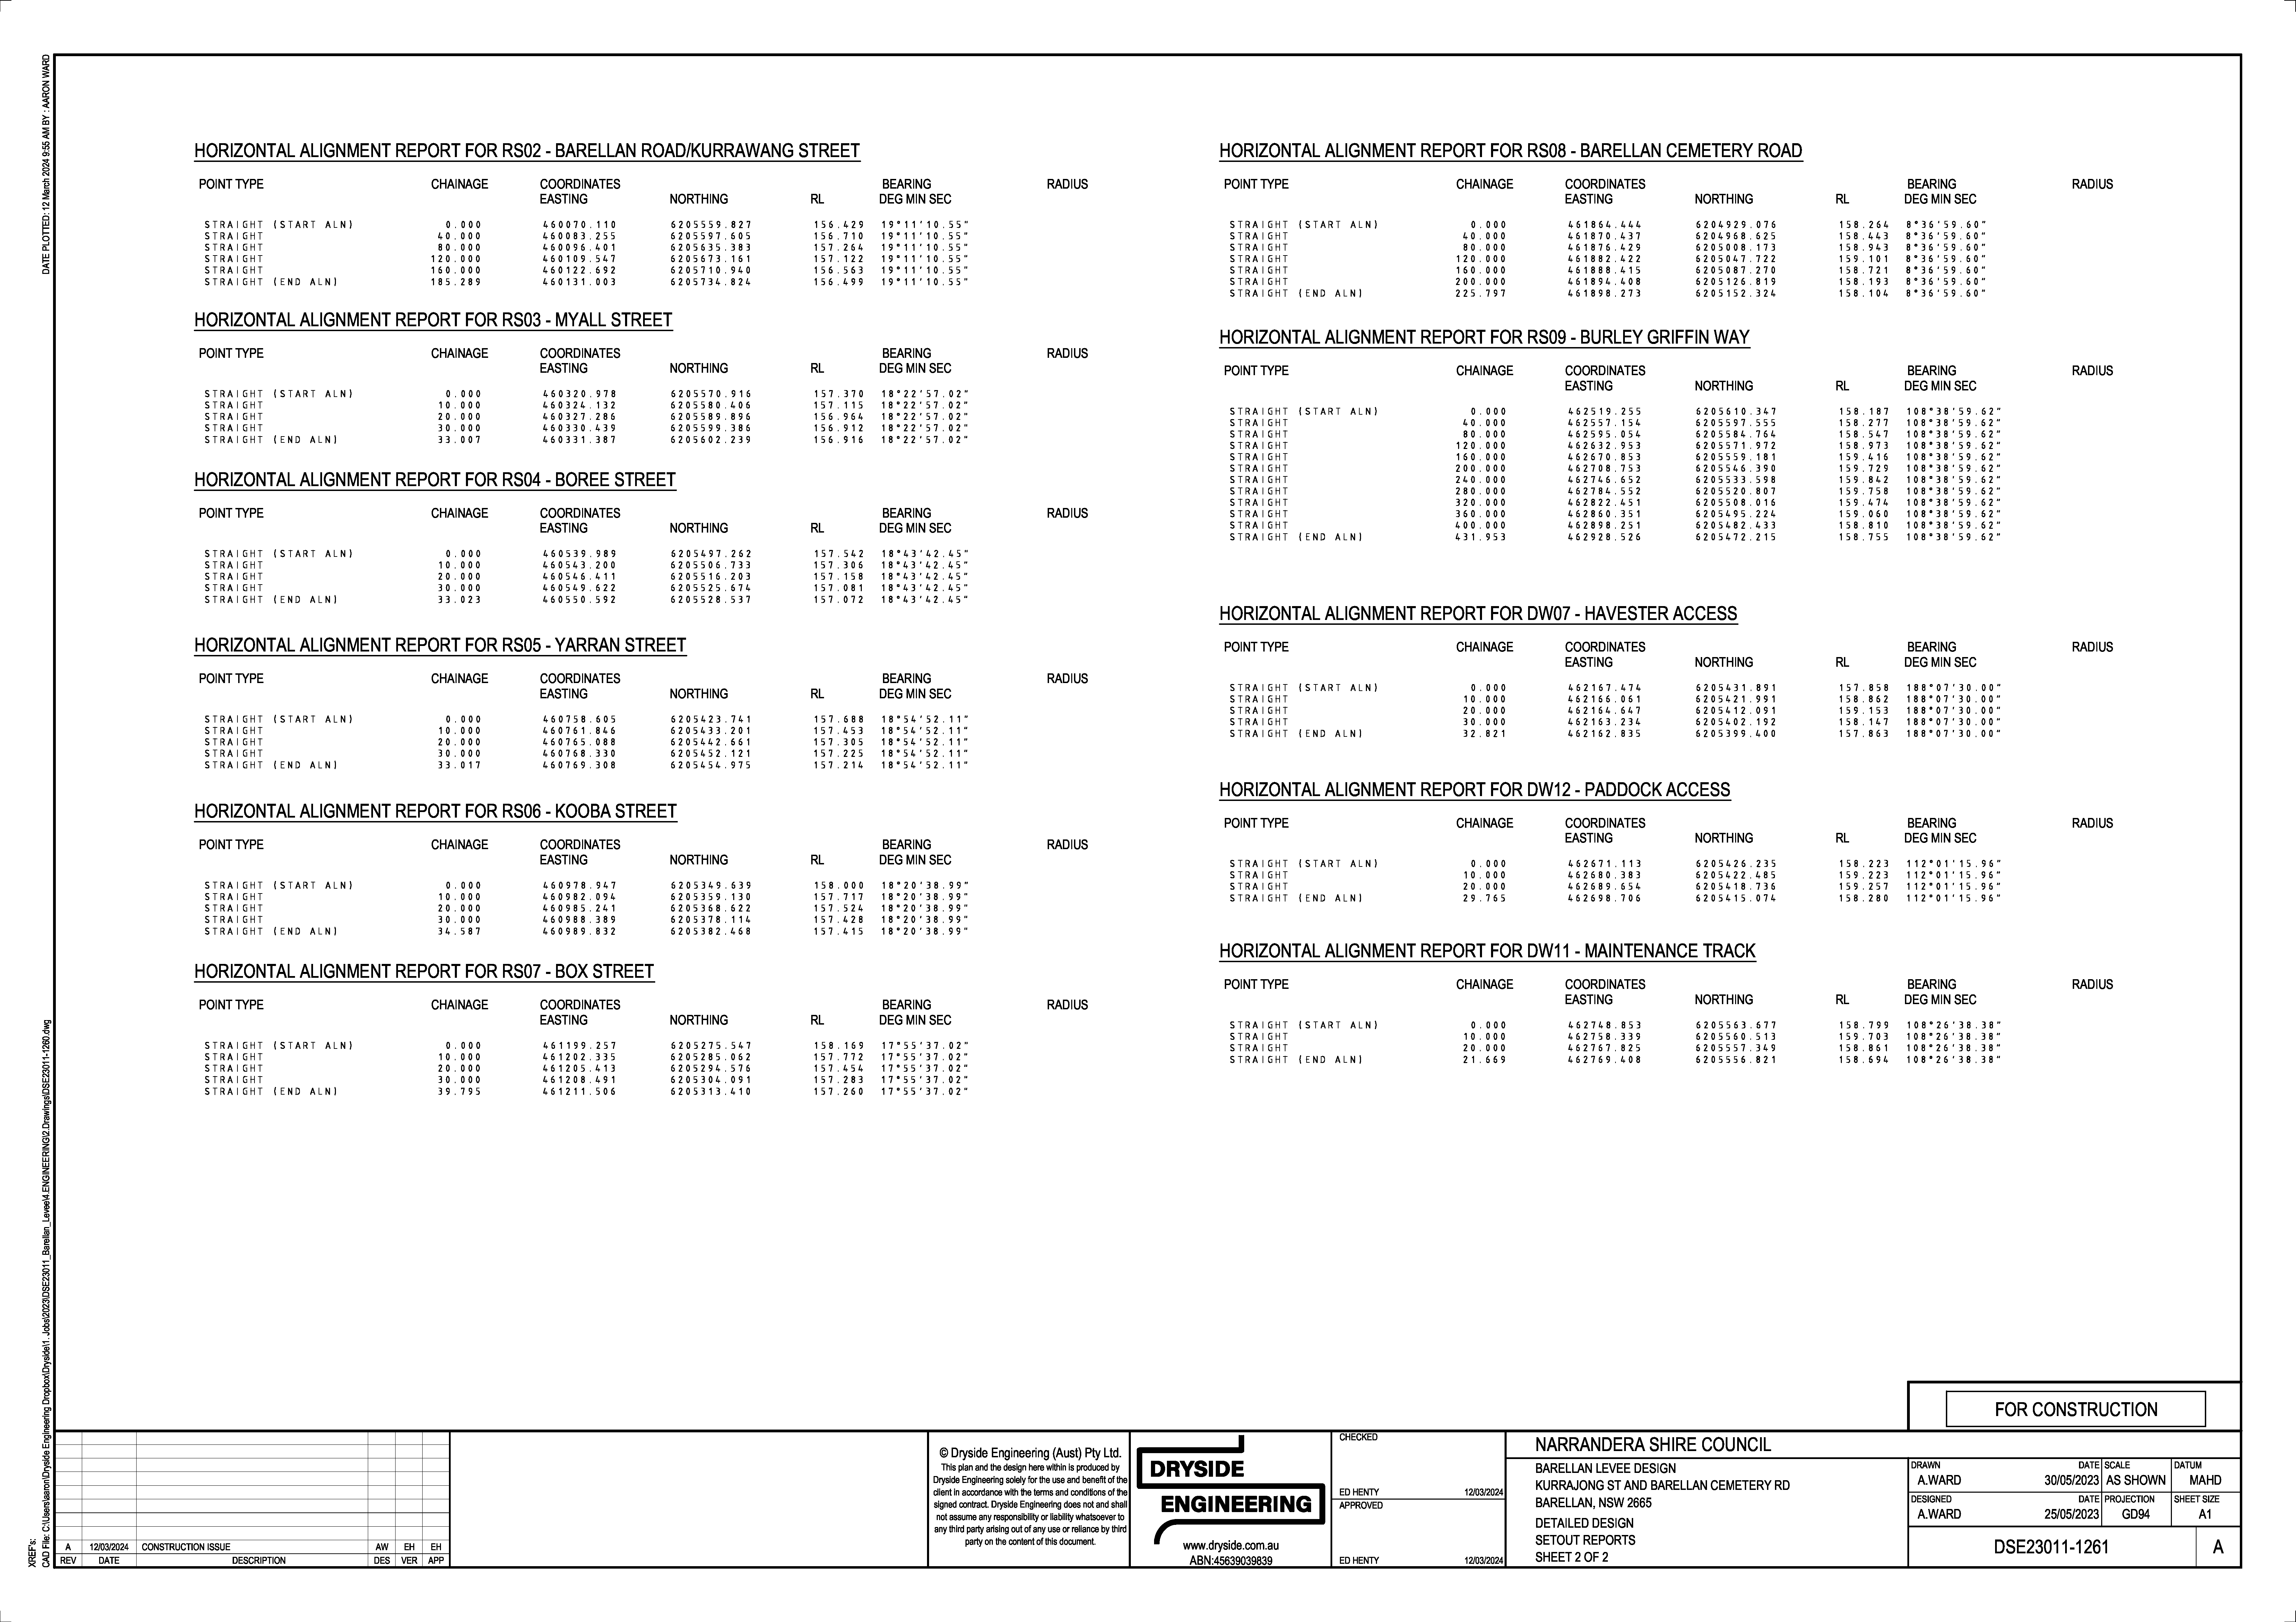 HORIZONTAL ALIGNMENT REPORT FOR RS02 - BARELLAN ROAD/KURRAWANG STREET
POINT TYPE CHAINAGE COORDINATES BEARING RADIUS
EASTING NORTHING RL DEG MIN SEC
STRAIGHT (START ALN) 0.000 460070.110 6205559.827 156.429 19°11'10.55"
STRAIGHT 40.000 460083.255 6205597.605 156.710 19°11'10.55"
STRAIGHT 80.000 460096.401 6205635.383 157.264 19°11'10.55"
STRAIGHT 120.000 460109.547 6205673.161 157.122 19°11'10.55"
STRAIGHT 160.000 460122.692 6205710.940 156.563 19°11'10.55"
STRAIGHT (END ALN) 185.289 460131.003 6205734.824 156.499 19°11'10.55"
HORIZONTAL ALIGNMENT REPORT FOR RS03 - MYALL STREET
POINT TYPE CHAINAGE COORDINATES BEARING RADIUS
EASTING NORTHING RL DEG MIN SEC
STRAIGHT (START ALN) 0.000 460320.978 6205570.916 157.370 18°22'57.02"
STRAIGHT 10.000 460324.132 6205580.406 157.115 18°22'57.02"
STRAIGHT 20.000 460327.286 6205589.896 156.964 18°22'57.02"
STRAIGHT 30.000 460330.439 6205599.386 156.912 18°22'57.02"
STRAIGHT (END ALN) 33.007 460331.387 6205602.239 156.916 18°22'57.02"
HORIZONTAL ALIGNMENT REPORT FOR RS04 - BOREE STREET
POINT TYPE CHAINAGE COORDINATES BEARING RADIUS
EASTING NORTHING RL DEG MIN SEC
STRAIGHT (START ALN) 0.000 460539.989 6205497.262 157.542 18°43'42.45"
STRAIGHT 10.000 460543.200 6205506.733 157.306 18°43'42.45"
STRAIGHT 20.000 460546.411 6205516.203 157.158 18°43'42.45"
STRAIGHT 30.000 460549.622 6205525.674 157.081 18°43'42.45"
STRAIGHT (END ALN) 33.023 460550.592 6205528.537 157.072 18°43'42.45"
HORIZONTAL ALIGNMENT REPORT FOR RS05 - YARRAN STREET
POINT TYPE CHAINAGE COORDINATES BEARING RADIUS
EASTING NORTHING RL DEG MIN SEC
STRAIGHT (START ALN) 0.000 460758.605 6205423.741 157.688 18°54'52.11"
STRAIGHT 10.000 460761.846 6205433.201 157.453 18°54'52.11"
STRAIGHT 20.000 460765.088 6205442.661 157.305 18°54'52.11"
STRAIGHT 30.000 460768.330 6205452.121 157.225 18°54'52.11"
STRAIGHT (END ALN) 33.017 460769.308 6205454.975 157.214 18°54'52.11"
HORIZONTAL ALIGNMENT REPORT FOR RS06 - KOOBA STREET
POINT TYPE CHAINAGE COORDINATES BEARING RADIUS
EASTING NORTHING RL DEG MIN SEC
STRAIGHT (START ALN) 0.000 460978.947 6205349.639 158.000 18°20'38.99"
STRAIGHT 10.000 460982.094 6205359.130 157.717 18°20'38.99"
STRAIGHT 20.000 460985.241 6205368.622 157.524 18°20'38.99"
STRAIGHT 30.000 460988.389 6205378.114 157.428 18°20'38.99"
STRAIGHT (END ALN) 34.587 460989.832 6205382.468 157.415 18°20'38.99"
HORIZONTAL ALIGNMENT REPORT FOR RS07 - BOX STREET
POINT TYPE CHAINAGE COORDINATES BEARING RADIUS
EASTING NORTHING RL DEG MIN SEC
STRAIGHT (START ALN) 0.000 461199.257 6205275.547 158.169 17°55'37.02"
STRAIGHT 10.000 461202.335 6205285.062 157.772 17°55'37.02"
STRAIGHT 20.000 461205.413 6205294.576 157.454 17°55'37.02"
STRAIGHT 30.000 461208.491 6205304.091 157.283 17°55'37.02"
STRAIGHT (END ALN) 39.795 461211.506 6205313.410 157.260 17°55'37.02"
HORIZONTAL ALIGNMENT REPORT FOR RS08 - BARELLAN CEMETERY ROAD
POINT TYPE CHAINAGE COORDINATES BEARING RADIUS
EASTING NORTHING RL DEG MIN SEC
STRAIGHT (START ALN) 0.000 461864.444 6204929.076 158.264 8°36'59.60"
STRAIGHT 40.000 461870.437 6204968.625 158.443 8°36'59.60"
STRAIGHT 80.000 461876.429 6205008.173 158.943 8°36'59.60"
STRAIGHT 120.000 461882.422 6205047.722 159.101 8°36'59.60"
STRAIGHT 160.000 461888.415 6205087.270 158.721 8°36'59.60"
STRAIGHT 200.000 461894.408 6205126.819 158.193 8°36'59.60"
STRAIGHT (END ALN) 225.797 461898.273 6205152.324 158.104 8°36'59.60"
HORIZONTAL ALIGNMENT REPORT FOR RS09 - BURLEY GRIFFIN WAY
POINT TYPE CHAINAGE COORDINATES BEARING RADIUS
EASTING NORTHING RL DEG MIN SEC
STRAIGHT (START ALN) 0.000 462519.255 6205610.347 158.187 108°38'59.62"
STRAIGHT 40.000 462557.154 6205597.555 158.277 108°38'59.62"
STRAIGHT 80.000 462595.054 6205584.764 158.547 108°38'59.62"
STRAIGHT 120.000 462632.953 6205571.972 158.973 108°38'59.62"
STRAIGHT 160.000 462670.853 6205559.181 159.416 108°38'59.62"
STRAIGHT 200.000 462708.753 6205546.390 159.729 108°38'59.62"
STRAIGHT 240.000 462746.652 6205533.598 159.842 108°38'59.62"
STRAIGHT 280.000 462784.552 6205520.807 159.758 108°38'59.62"
STRAIGHT 320.000 462822.451 6205508.016 159.474 108°38'59.62"
STRAIGHT 360.000 462860.351 6205495.224 159.060 108°38'59.62"
STRAIGHT 400.000 462898.251 6205482.433 158.810 108°38'59.62"
STRAIGHT (END ALN) 431.953 462928.526 6205472.215 158.755 108°38'59.62"
HORIZONTAL ALIGNMENT REPORT FOR DW07 - HAVESTER ACCESS
POINT TYPE CHAINAGE COORDINATES BEARING RADIUS
EASTING NORTHING RL DEG MIN SEC
STRAIGHT (START ALN) 0.000 462167.474 6205431.891 157.858 188°07'30.00"
STRAIGHT 10.000 462166.061 6205421.991 158.862 188°07'30.00"
STRAIGHT 20.000 462164.647 6205412.091 159.153 188°07'30.00"
STRAIGHT 30.000 462163.234 6205402.192 158.147 188°07'30.00"
STRAIGHT (END ALN) 32.821 462162.835 6205399.400 157.863 188°07'30.00"
HORIZONTAL ALIGNMENT REPORT FOR DW12 - PADDOCK ACCESS
POINT TYPE CHAINAGE COORDINATES BEARING RADIUS
EASTING NORTHING RL DEG MIN SEC
STRAIGHT (START ALN) 0.000 462671.113 6205426.235 158.223 112°01'15.96"
STRAIGHT 10.000 462680.383 6205422.485 159.223 112°01'15.96"
STRAIGHT 20.000 462689.654 6205418.736 159.257 112°01'15.96"
STRAIGHT (END ALN) 29.765 462698.706 6205415.074 158.280 112°01'15.96"
HORIZONTAL ALIGNMENT REPORT FOR DW11 - MAINTENANCE TRACK
POINT TYPE CHAINAGE COORDINATES BEARING RADIUS
EASTING NORTHING RL DEG MIN SEC
STRAIGHT (START ALN) 0.000 462748.853 6205563.677 158.799 108°26'38.38"
STRAIGHT 10.000 462758.339 6205560.513 159.703 108°26'38.38"
STRAIGHT 20.000 462767.825 6205557.349 158.861 108°26'38.38"
STRAIGHT (END ALN) 21.669 462769.408 6205556.821 158.694 108°26'38.38"
DATE PLOTTED: 12 March 2024 9:55 AM BY : AARON WARD
XREF's:
CAD File: C:\Users\aaron\Dryside Engineering Dropbox\Dryside\1. Jobs\2023\DSE23011_Barellan_Levee\4.ENGINEERING\2.Drawings\DSE23011-1260.dwg
FOR CONSTRUCTION
A 12/03/2024 CONSTRUCTION ISSUE AW EH EH
REV DATE DESCRIPTION DES VER APP
© Dryside Engineering (Aust) Pty Ltd.
This plan and the design here within is produced by
Dryside Engineering solely for the use and benefit of the
client in accordance with the terms and conditions of the
signed contract. Dryside Engineering does not and shall
not assume any responsibility or liability whatsoever to
any third party arising out of any use or reliance by third
party on the content of this document.
DRYSIDE
ENGINEERING
www.dryside.com.au
ABN:45639039839
CHECKED
ED HENTY 12/03/2024
APPROVED
ED HENTY 12/03/2024
NARRANDERA SHIRE COUNCIL
BARELLAN LEVEE DESIGN
KURRAJONG ST AND BARELLAN CEMETERY RD
BARELLAN, NSW 2665
DETAILED DESIGN
SETOUT REPORTS
SHEET 2 OF 2
DRAWN DATE SCALE DATUM
A.WARD 30/05/2023 AS SHOWN MAHD
DESIGNED DATE PROJECTION SHEET SIZE
A.WARD 25/05/2023 GD94 A1
DSE23011-1261 A